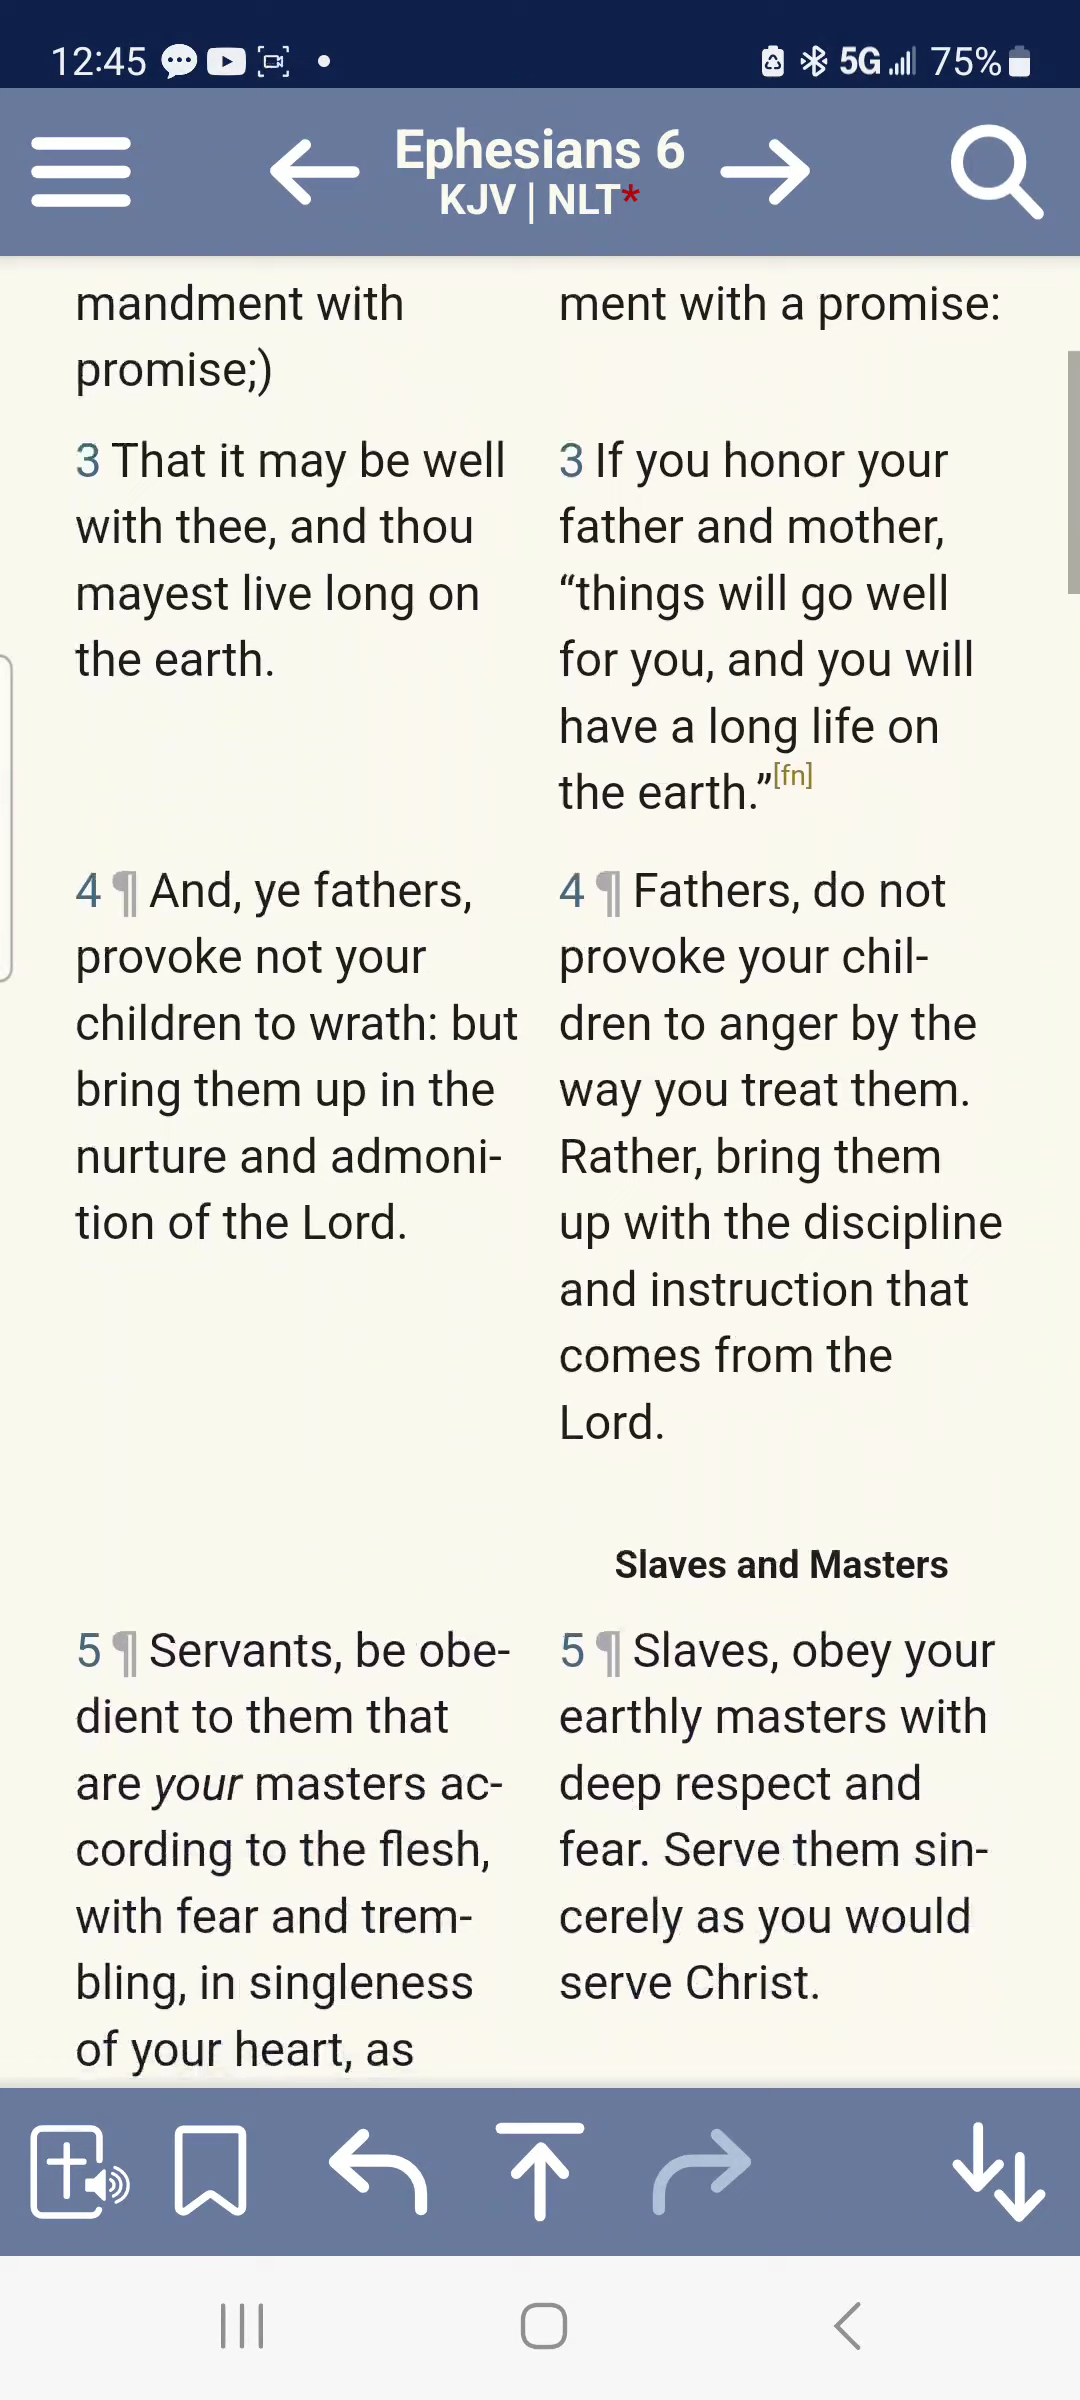 12:45
5G 75%
Ephesians 6
KJV | NLT*
mandment with
promise;)
3 That it may be well
with thee, and thou
mayest live long on
the earth.
4 ¶ And, ye fathers,
provoke not your
children to wrath: but
bring them up in the
nurture and admoni-
tion of the Lord.
5 ¶ Servants, be obe-
dient to them that
are your masters ac-
cording to the flesh,
with fear and trem-
bling, in singleness
of your heart, as
ment with a promise:
3 If you honor your
father and mother,
“things will go well
for you, and you will
have a long life on
the earth.”[fn]
4 ¶ Fathers, do not
provoke your chil-
dren to anger by the
way you treat them.
Rather, bring them
up with the discipline
and instruction that
comes from the
Lord.
Slaves and Masters
5 ¶ Slaves, obey your
earthly masters with
deep respect and
fear. Serve them sin-
cerely as you would
serve Christ.